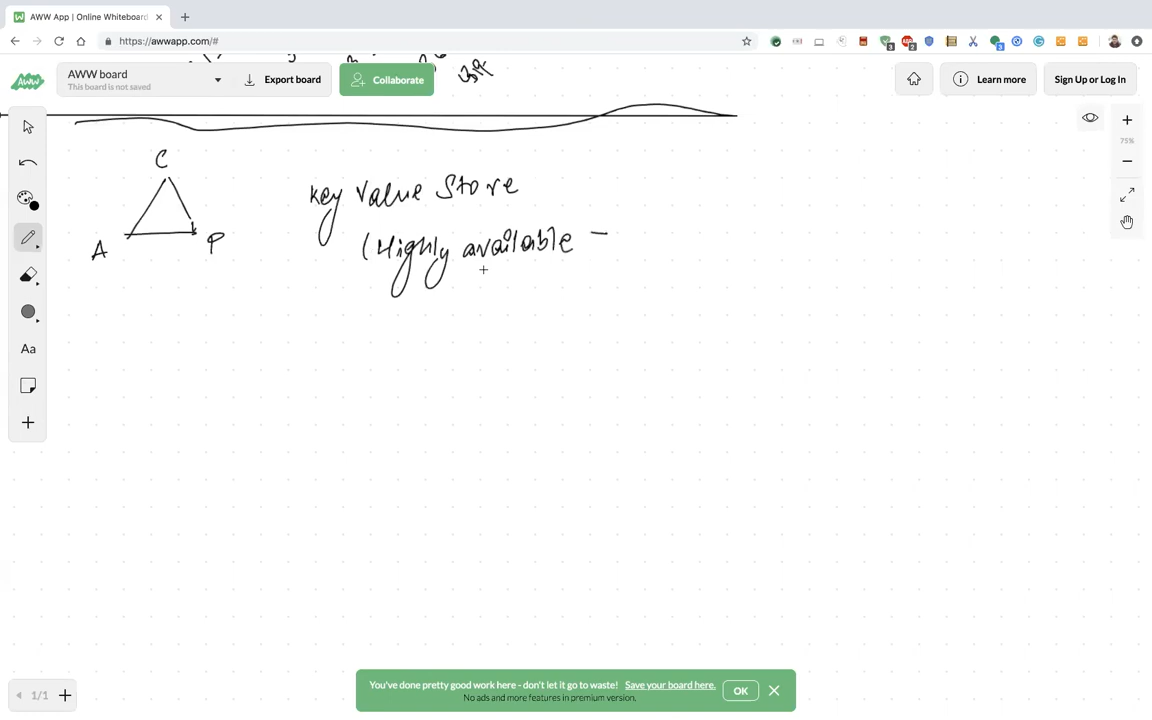 AWW App | Online Whiteboard
https://awwapp.com/#
AWW
AWW board
This board is not saved
Export board
Collaborate
Learn more
Sign Up or Log In
75%
C
A
P
Key Value Store
(Highly available -
Aa
1/1
You've done pretty good work here - don't let it go to waste! Save your board here.
No ads and more features in premium version.
OK